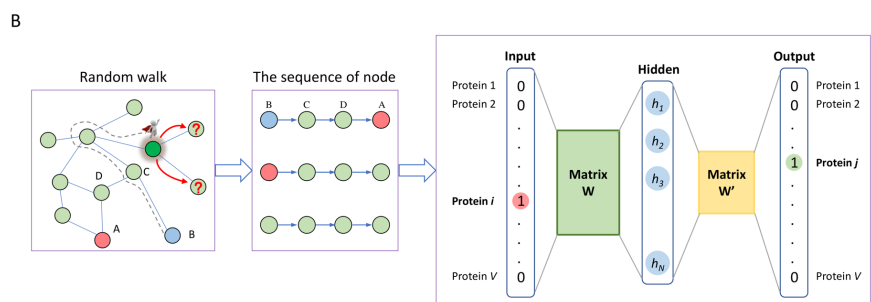 B
Random walk
The sequence of node
Input
Hidden
Output
? ? C D A B
B C D A
Protein 1 0
Protein 2 0
.
.
.
Protein i 1
.
.
.
Protein V 0
Matrix
W
h1
h2
h3
hN
Matrix
W'
0 Protein 1
0 Protein 2
.
.
1 Protein j
.
.
.
.
.
0 Protein V